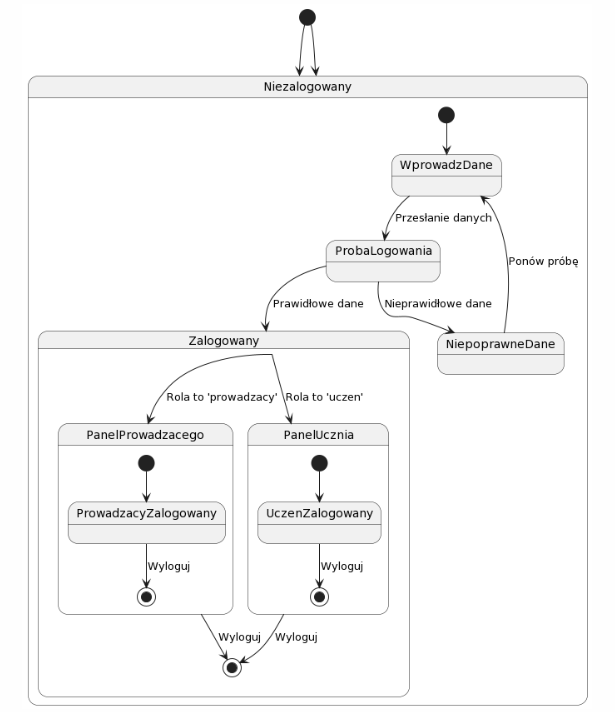 Niezalogowany
WprowadzDane
Przesłanie danych
ProbaLogowania
Ponów próbę
Prawidłowe dane
Nieprawidłowe dane
Zalogowany
NiepoprawneDane
Rola to 'prowadzacy'
Rola to 'uczen'
PanelProwadzacego
PanelUcznia
ProwadzacyZalogowany
UczenZalogowany
Wyloguj
Wyloguj
Wyloguj
Wyloguj